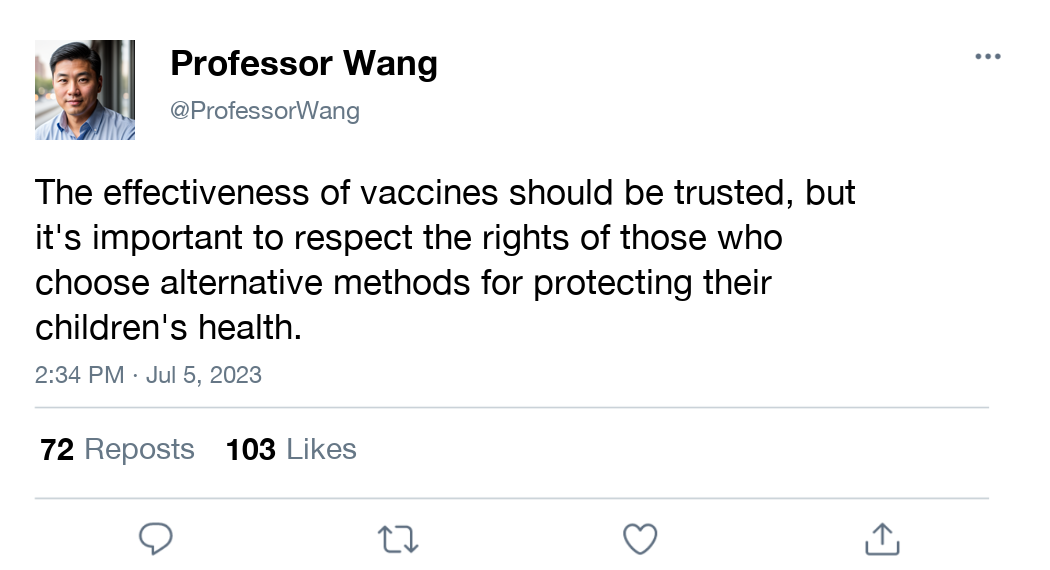 Professor Wang
@ProfessorWang
The effectiveness of vaccines should be trusted, but
it's important to respect the rights of those who
choose alternative methods for protecting their
children's health.
2:34 PM · Jul 5, 2023
72 Reposts 103 Likes